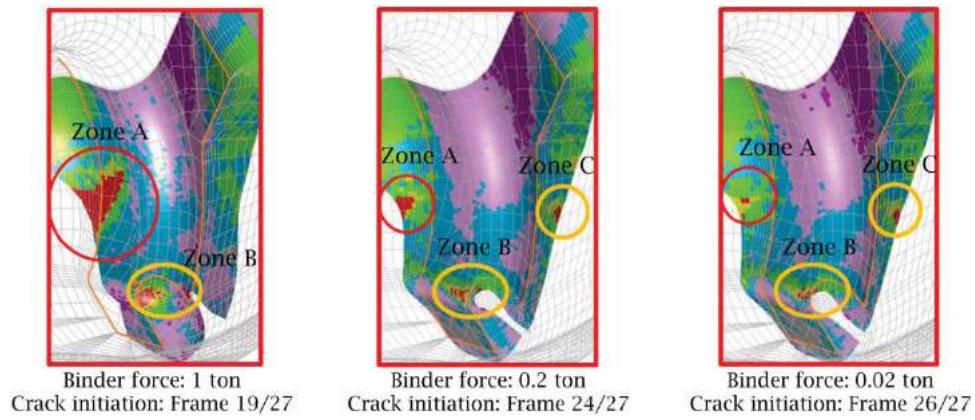 Zone A
Zone B
Binder force: 1 ton
Crack initiation: Frame 19/27
Zone A
Zone C
Zone B
Binder force: 0.2 ton
Crack initiation: Frame 24/27
Zone A
Zone C
Zone B
Binder force: 0.02 ton
Crack initiation: Frame 26/27